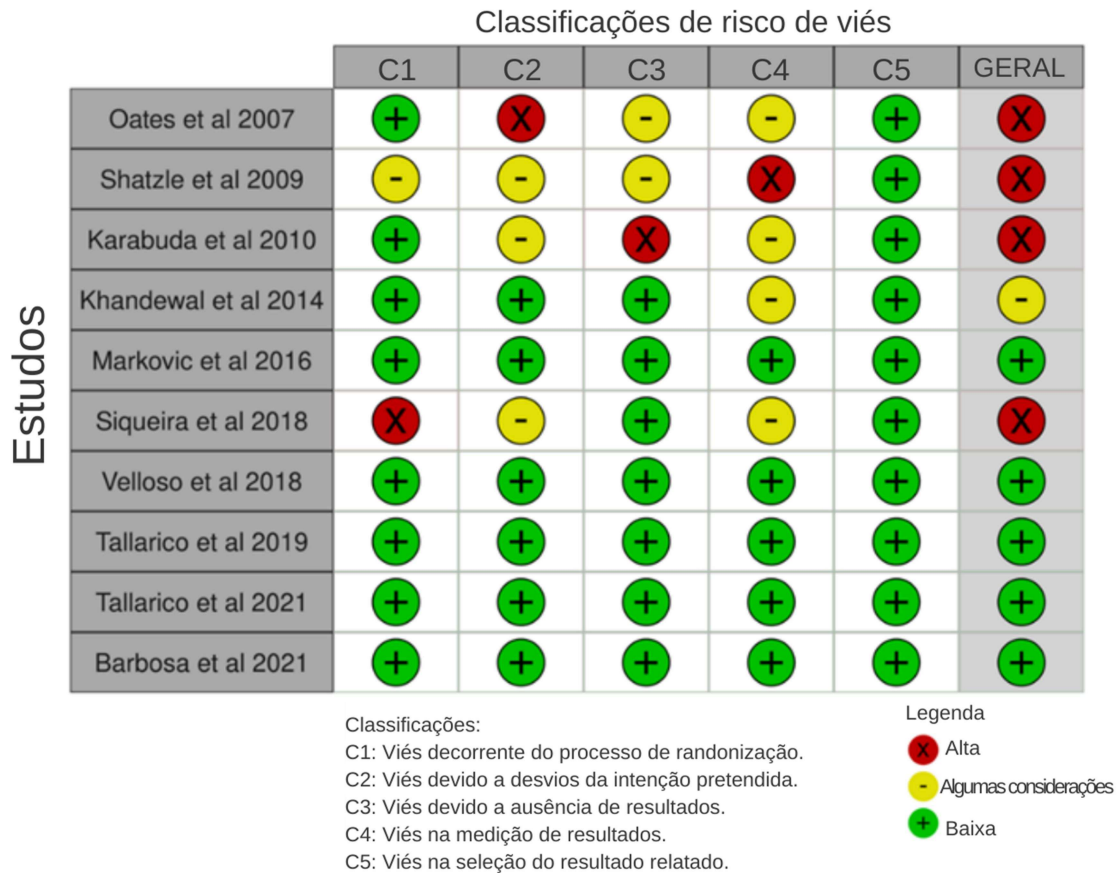 Classificações de risco de viés
C1 C2 C3 C4 C5 GERAL
Estudos
Oates et al 2007 + X - - + X
Shatzle et al 2009 - - - X + X
Karabuda et al 2010 + - X - + X
Khandewal et al 2014 + + + - + -
Markovic et al 2016 + + + + + +
Siqueira et al 2018 X - + - + X
Velloso et al 2018 + + + + + +
Tallarico et al 2019 + + + + + +
Tallarico et al 2021 + + + + + +
Barbosa et al 2021 + + + + + +
Classificações:
C1: Viés decorrente do processo de randonização.
C2: Viés devido a desvios da intenção pretendida.
C3: Viés devido a ausência de resultados.
C4: Viés na medição de resultados.
C5: Viés na seleção do resultado relatado.
Legenda
X Alta
- Algumas considerações
+ Baixa